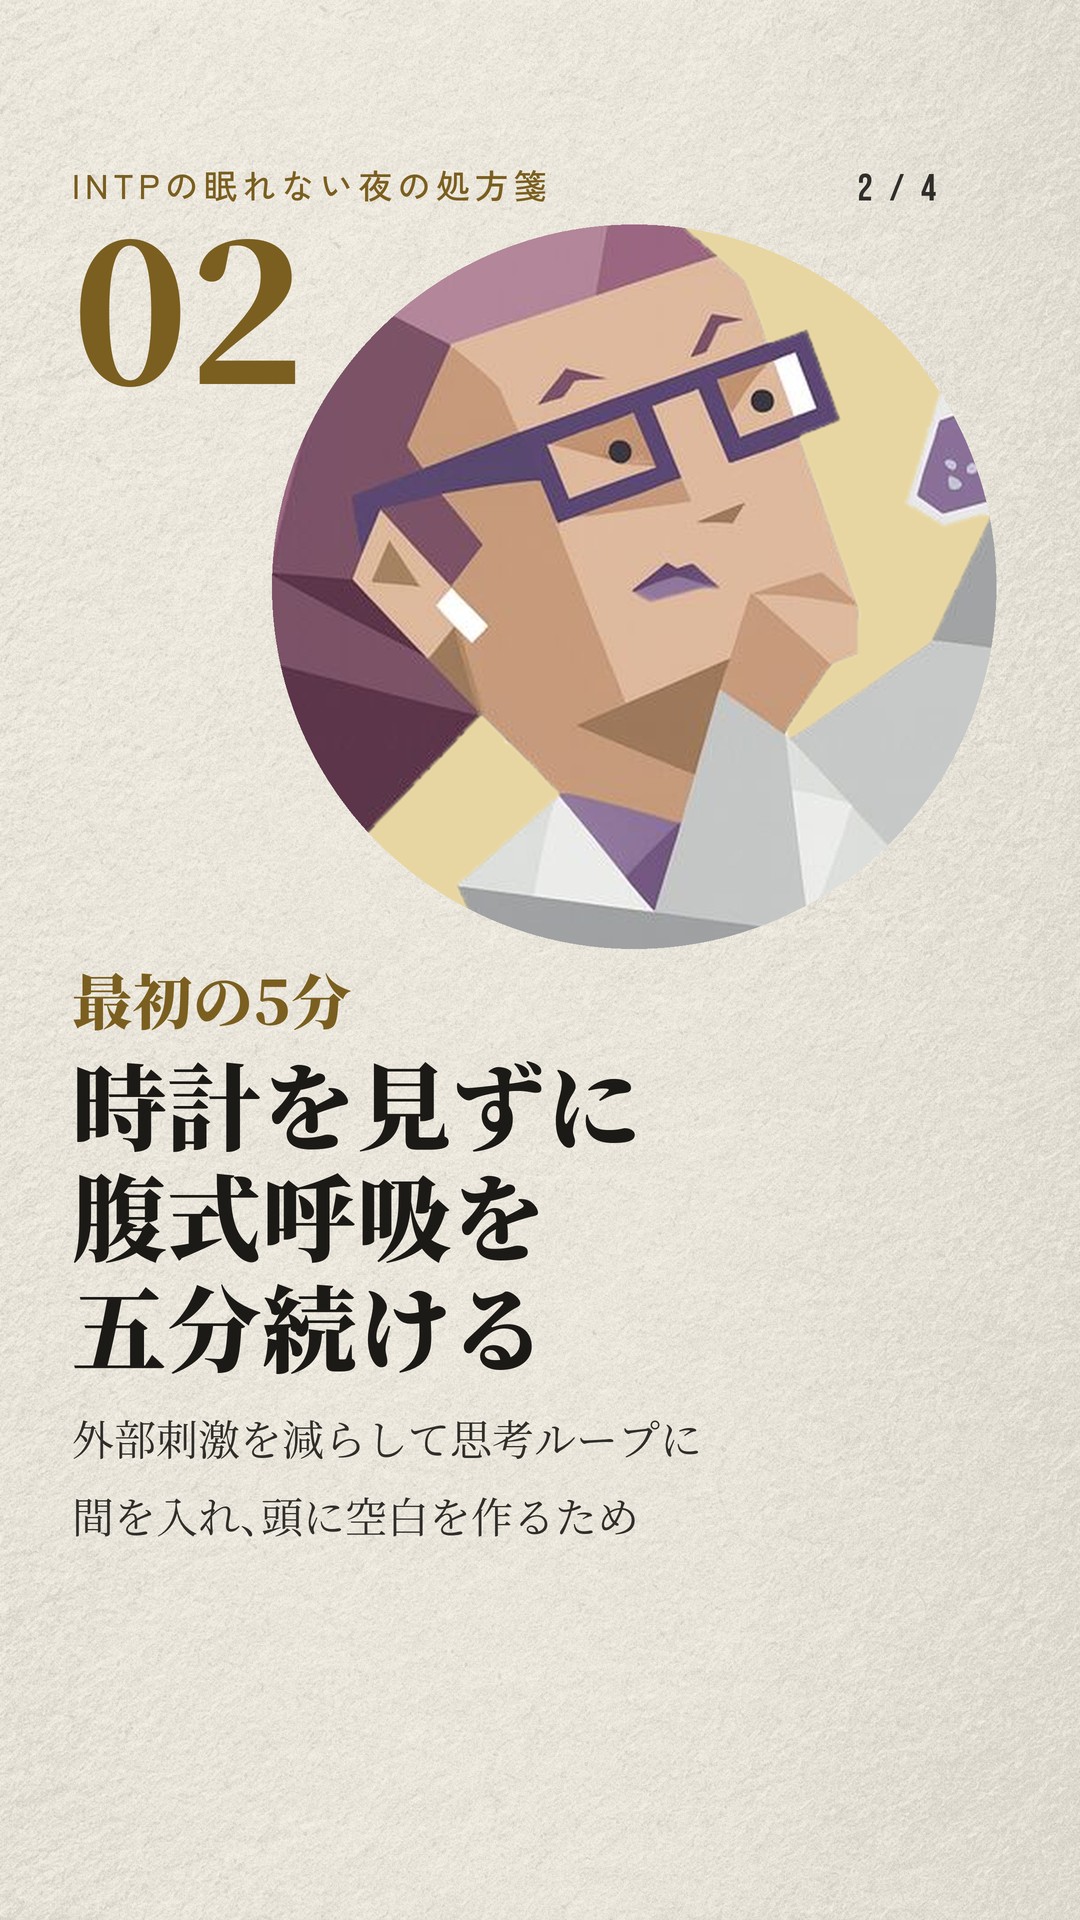 INTPの眠れない夜の処方箋
2 / 4
02
最初の5分
時計を見ずに
腹式呼吸を
五分続ける
外部刺激を減らして思考ループに
間を入れ、頭に空白を作るため